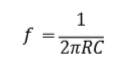 f = 1/(2πRC)